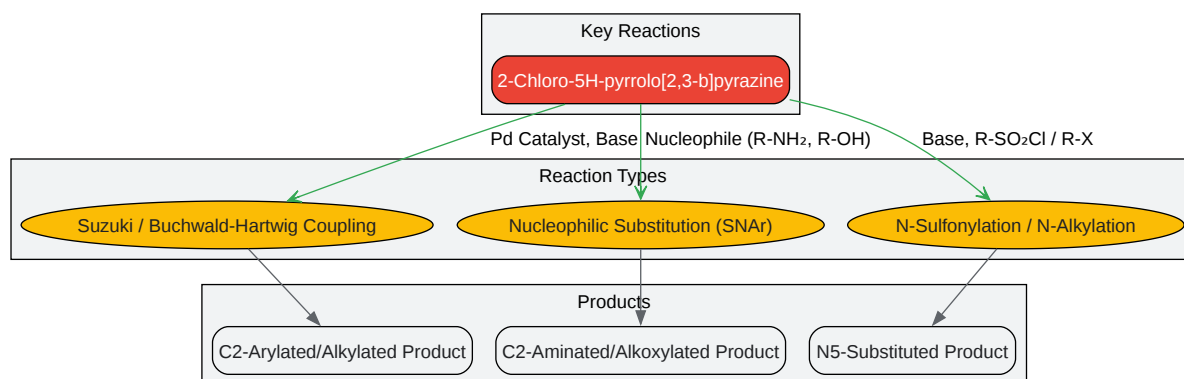 Key Reactions
2-Chloro-5H-pyrrolo[2,3-b]pyrazine
Pd Catalyst, Base
Nucleophile (R-NH₂, R-OH)
Base, R-SO₂Cl / R-X
Reaction Types
Suzuki / Buchwald-Hartwig Coupling
Nucleophilic Substitution (SNAr)
N-Sulfonylation / N-Alkylation
Products
C2-Arylated/Alkylated Product
C2-Aminated/Alkoxylated Product
N5-Substituted Product